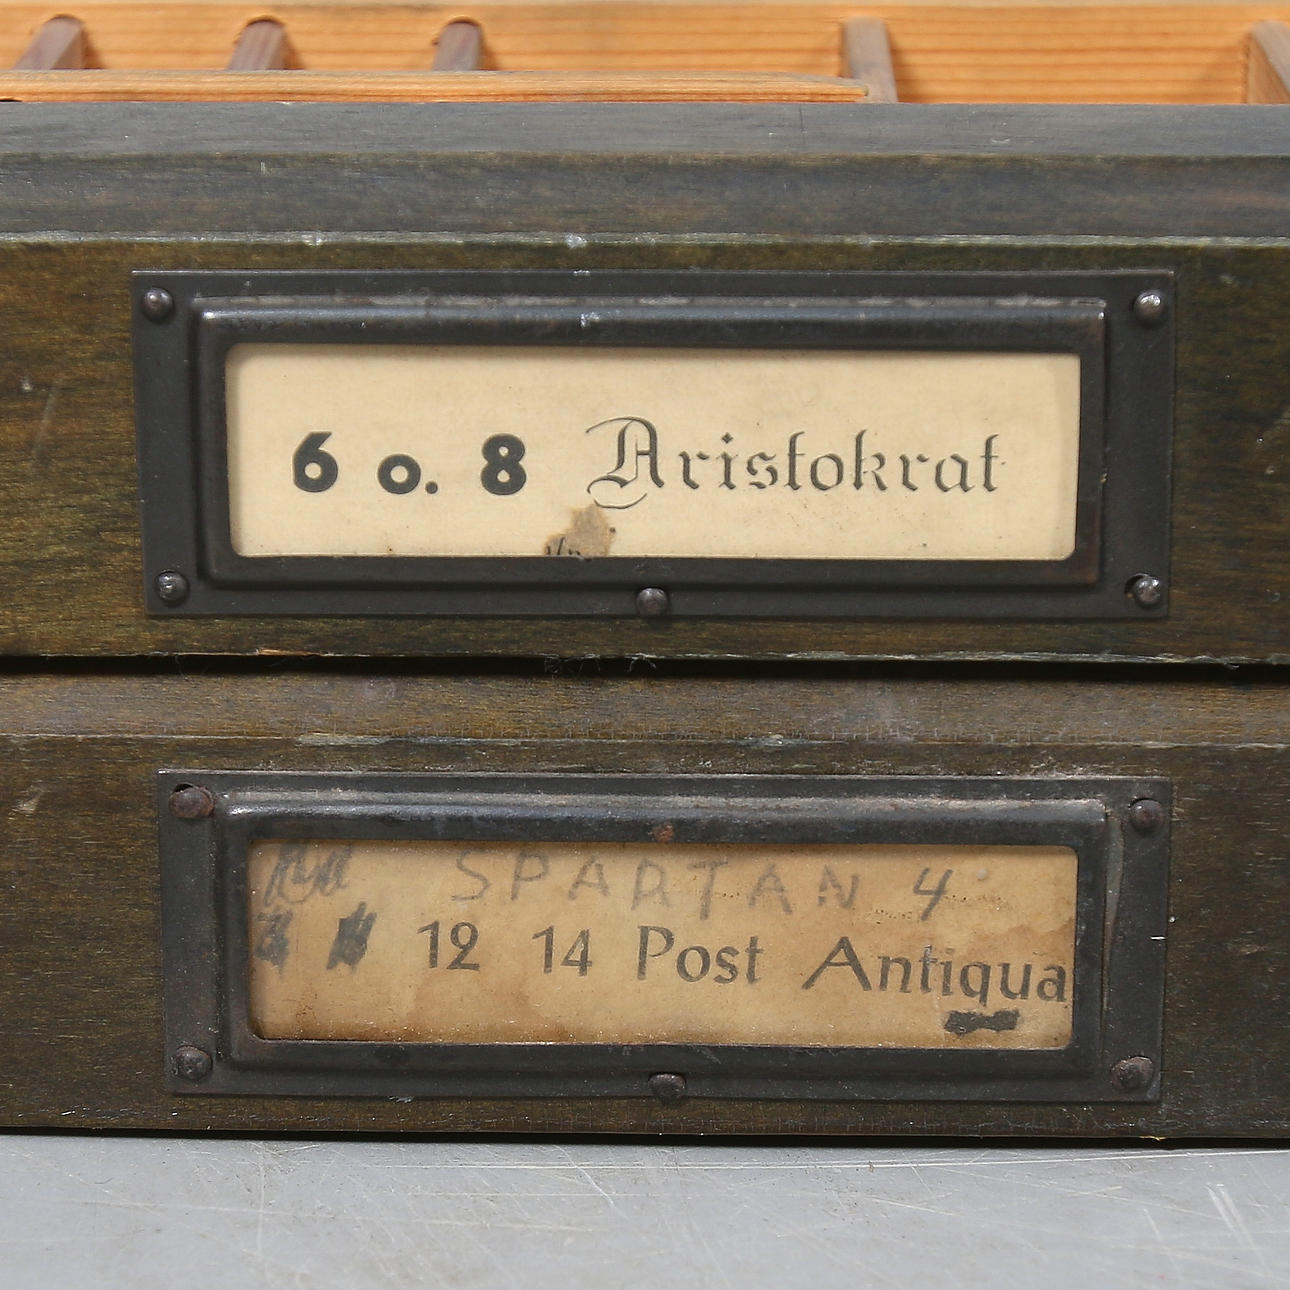 6 o. 8 Aristokrat
SPARTAN 4
12 14 Post Antiqua